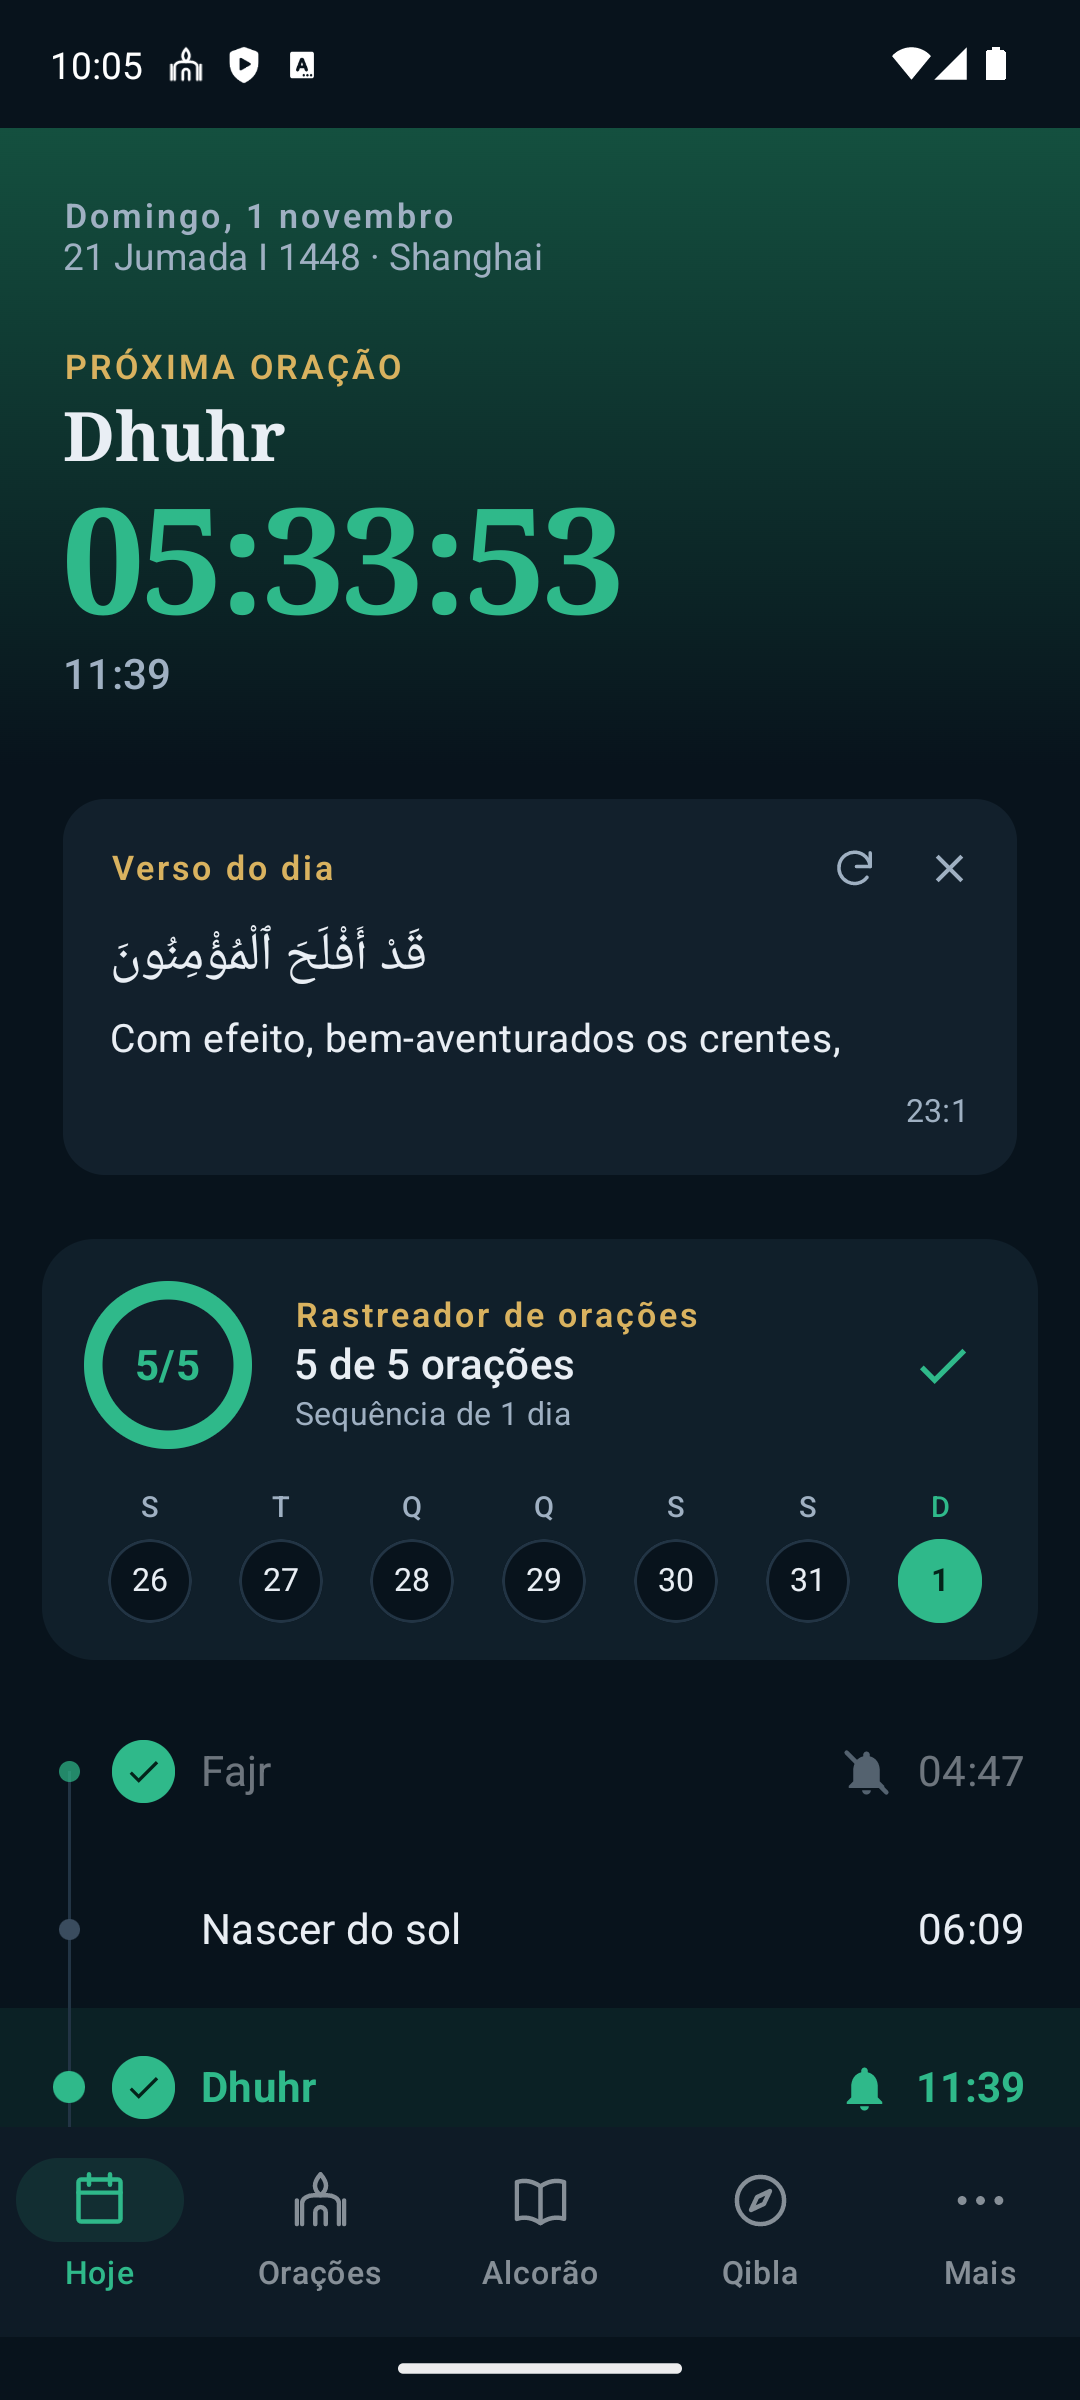 10:05
Domingo, 1 novembro
21 Jumada I 1448 · Shanghai
PRÓXIMA ORAÇÃO
Dhuhr
05:33:53
11:39
Verso do dia
قَدْ أَفْلَحَ ٱلْمُؤْمِنُونَ
Com efeito, bem-aventurados os crentes,
23:1
5/5
Rastreador de orações
5 de 5 orações
Sequência de 1 dia
S T Q Q S S D
26 27 28 29 30 31 1
Fajr 04:47
Nascer do sol 06:09
Dhuhr 11:39
Hoje Orações Alcorão Qibla Mais